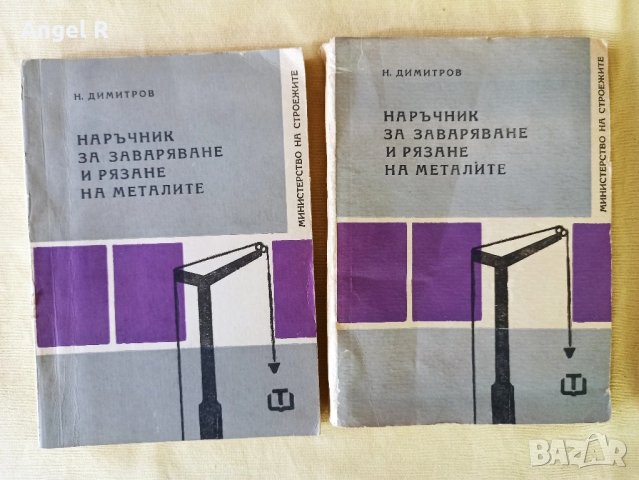 Angel R
Н. ДИМИТРОВ
НАРЪЧНИК
ЗА ЗАВАРЯВАНЕ
И РЯЗАНЕ
НА МЕТАЛИТЕ
МИНИСТЕРСТВО НА СТРОЕЖИТЕ
Т
Н. ДИМИТРОВ
НАРЪЧНИК
ЗА ЗАВАРЯВАНЕ
И РЯЗАНЕ
НА МЕТАЛИТЕ
МИНИСТЕРСТВО НА СТРОЕЖИТЕ
Т
BAZAR